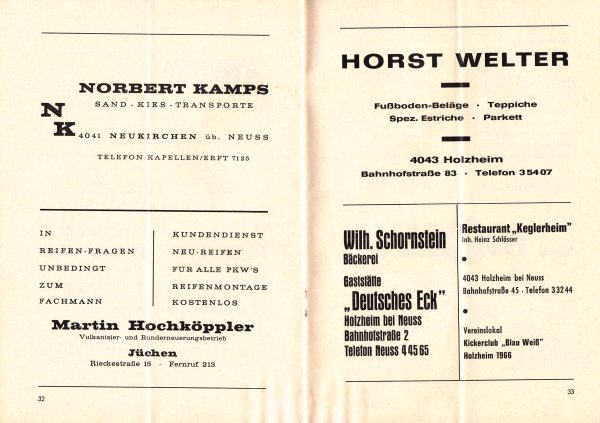 NORBERT KAMPS
SAND - KIES - TRANSPORTE
NK
4041 NEUKIRCHEN üb. NEUSS
TELEFON KAPELLEN/ERFT 7125
IN
REIFEN-FRAGEN
UNBEDINGT
ZUM
FACHMANN
KUNDENDIENST
NEU-REIFEN
FUR ALLE PKW'S
REIFENMONTAGE
KOSTENLOS
Martin Hochköppler
Vulkanisier- und Runderneuerungsbetrieb
Jüchen
Rieckestraße 15 - Fernruf 213
32
HORST WELTER
Fußboden-Beläge · Teppiche
Spez. Estriche · Parkett
4043 Holzheim
Bahnhofstraße 83 · Telefon 35407
Wilh. Schornstein
Bäckerei
Gaststätte
„Deutsches Eck"
Holzheim bei Neuss
Bahnhofstraße 2
Telefon Neuss 44565
Restaurant „Keglerheim"
Inh. Heinz Schlösser
4043 Holzheim bei Neuss
Bahnhofstraße 45 · Telefon 33244
Vereinslokal
Kickerclub „Blau Weiß"
Holzheim 1966
33